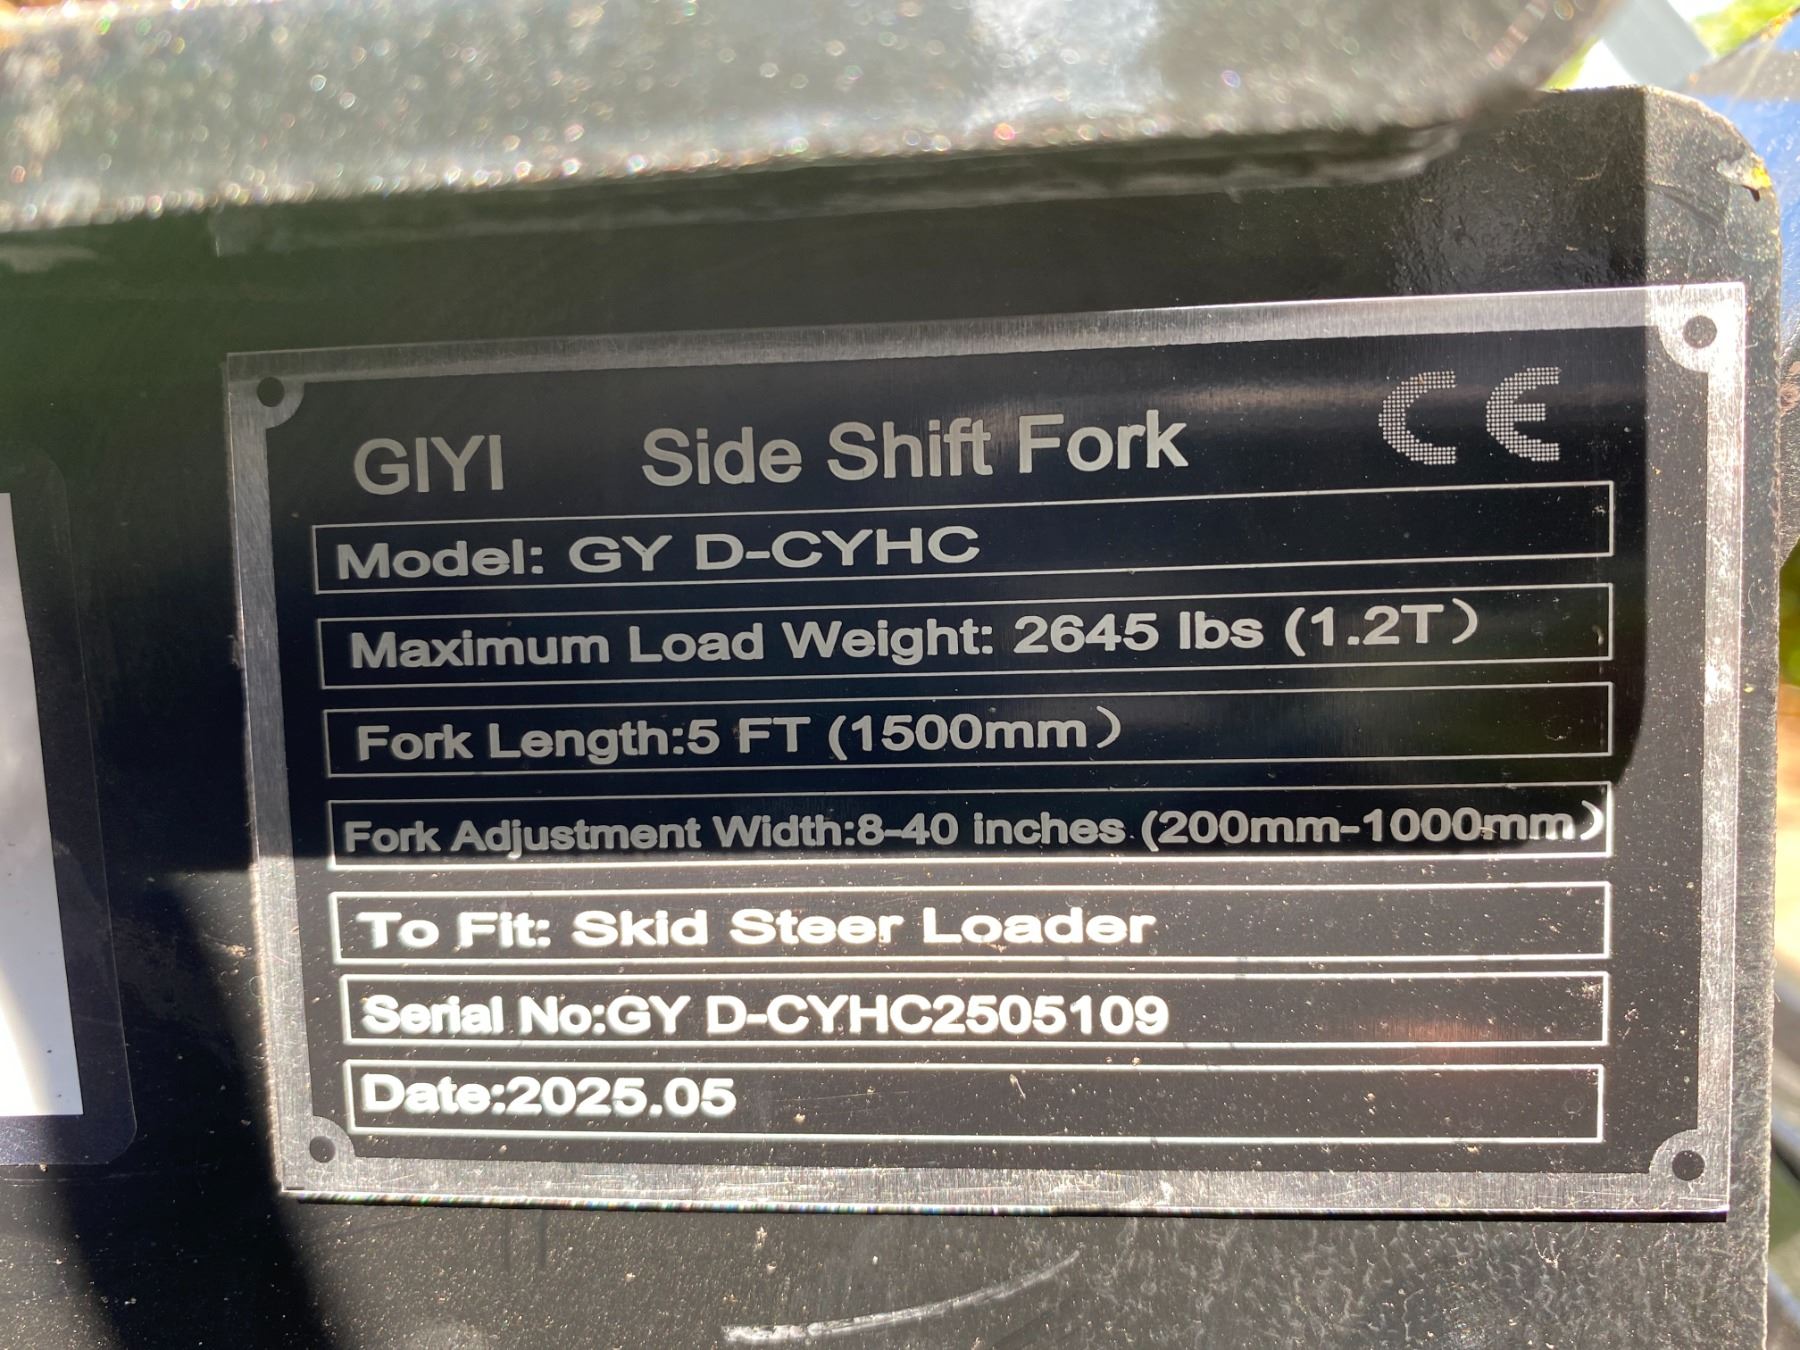 GIYI Side Shift Fork CE
Model: GY D-CYHC
Maximum Load Weight: 2645 lbs (1.2T)
Fork Length:5 FT (1500mm)
Fork Adjustment Width:8-40 inches (200mm-1000mm)
To Fit: Skid Steer Loader
Serial No:GY D-CYHC2505109
Date:2025.05